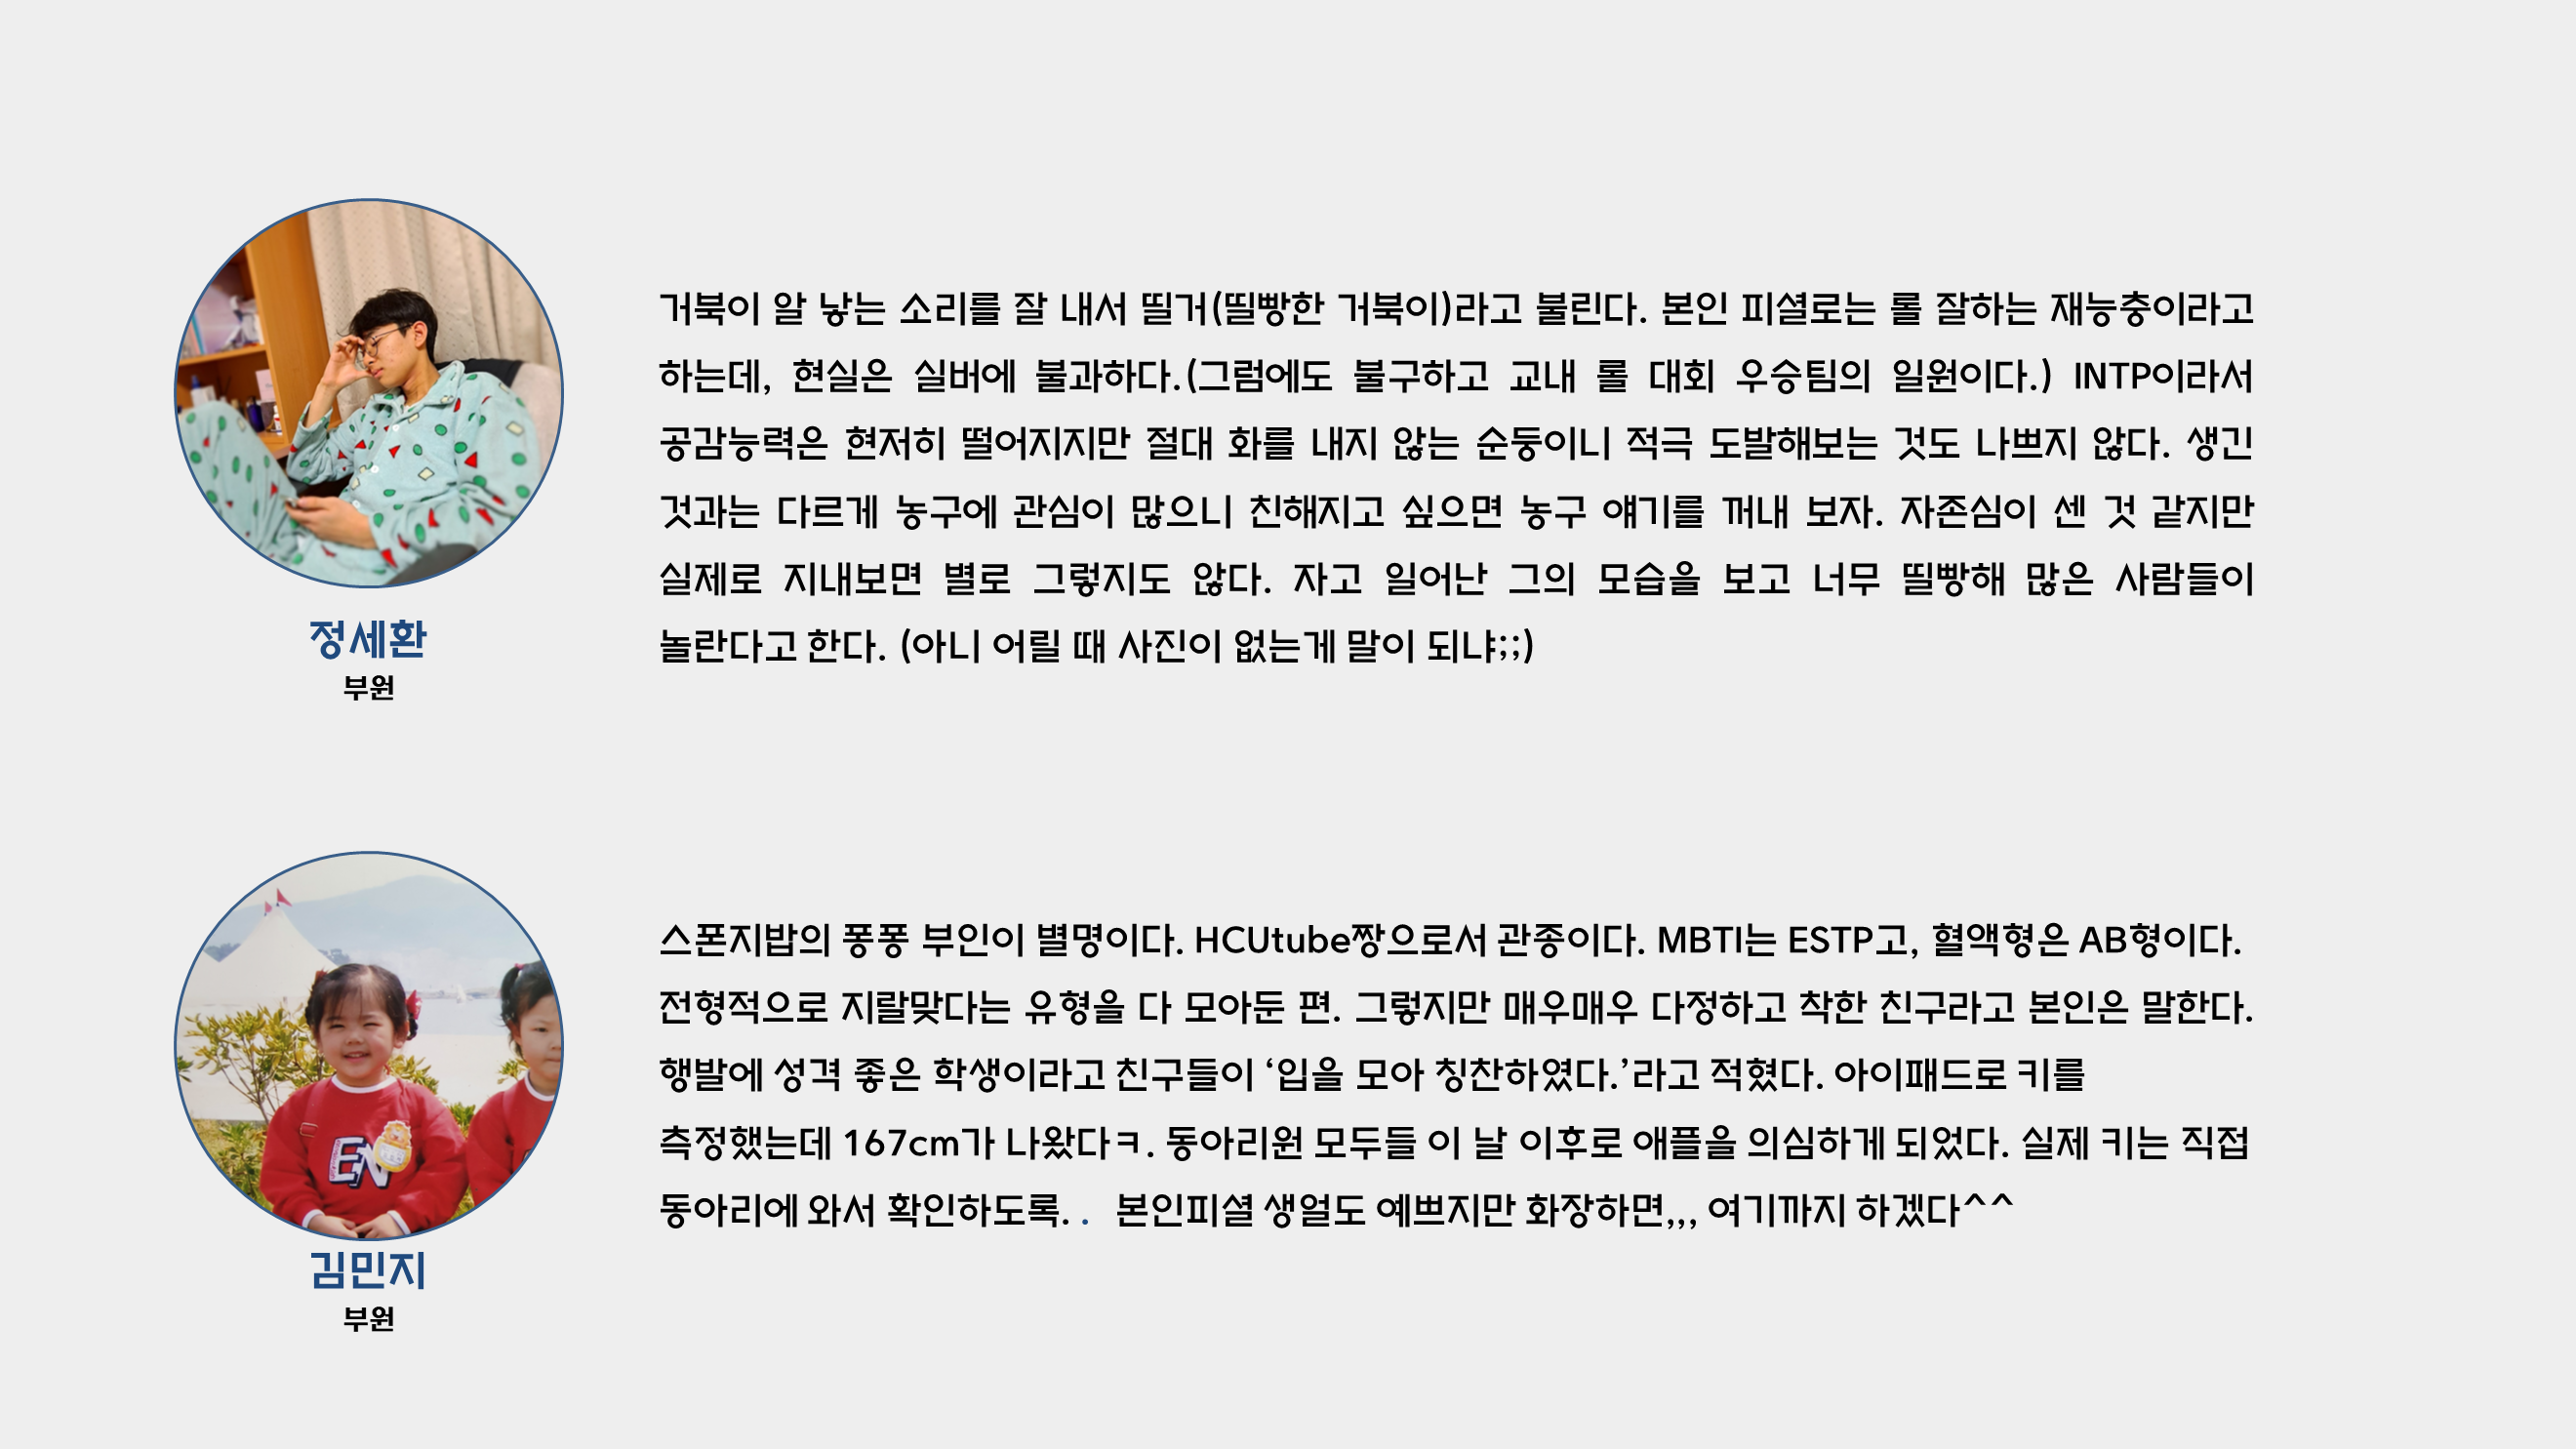 거북이 알 낳는 소리를 잘 내서 띨거(띨빵한 거북이)라고 불린다. 본인 피셜로는 롤 잘하는 재능충이라고
하는데, 현실은 실버에 불과하다.(그럼에도 불구하고 교내 롤 대회 우승팀의 일원이다.) INTP이라서
공감능력은 현저히 떨어지지만 절대 화를 내지 않는 순둥이니 적극 도발해보는 것도 나쁘지 않다. 생긴
것과는 다르게 농구에 관심이 많으니 친해지고 싶으면 농구 얘기를 꺼내 보자. 자존심이 센 것 같지만
실제로 지내보면 별로 그렇지도 않다. 자고 일어난 그의 모습을 보고 너무 띨빵해 많은 사람들이
놀란다고 한다. (아니 어릴 때 사진이 없는게 말이 되냐;;)
정세환
부원
스폰지밥의 퐁퐁 부인이 별명이다. HCUtube짱으로서 관종이다. MBTI는 ESTP고, 혈액형은 AB형이다.
전형적으로 지랄맞다는 유형을 다 모아둔 편. 그렇지만 매우매우 다정하고 착한 친구라고 본인은 말한다.
행발에 성격 좋은 학생이라고 친구들이 ‘입을 모아 칭찬하였다.’라고 적혔다. 아이패드로 키를
측정했는데 167cm가 나왔다ㅋ. 동아리원 모두들 이 날 이후로 애플을 의심하게 되었다. 실제 키는 직접
동아리에 와서 확인하도록. . 본인피셜 생얼도 예쁘지만 화장하면,,, 여기까지 하겠다^^
EN
김민지
부원